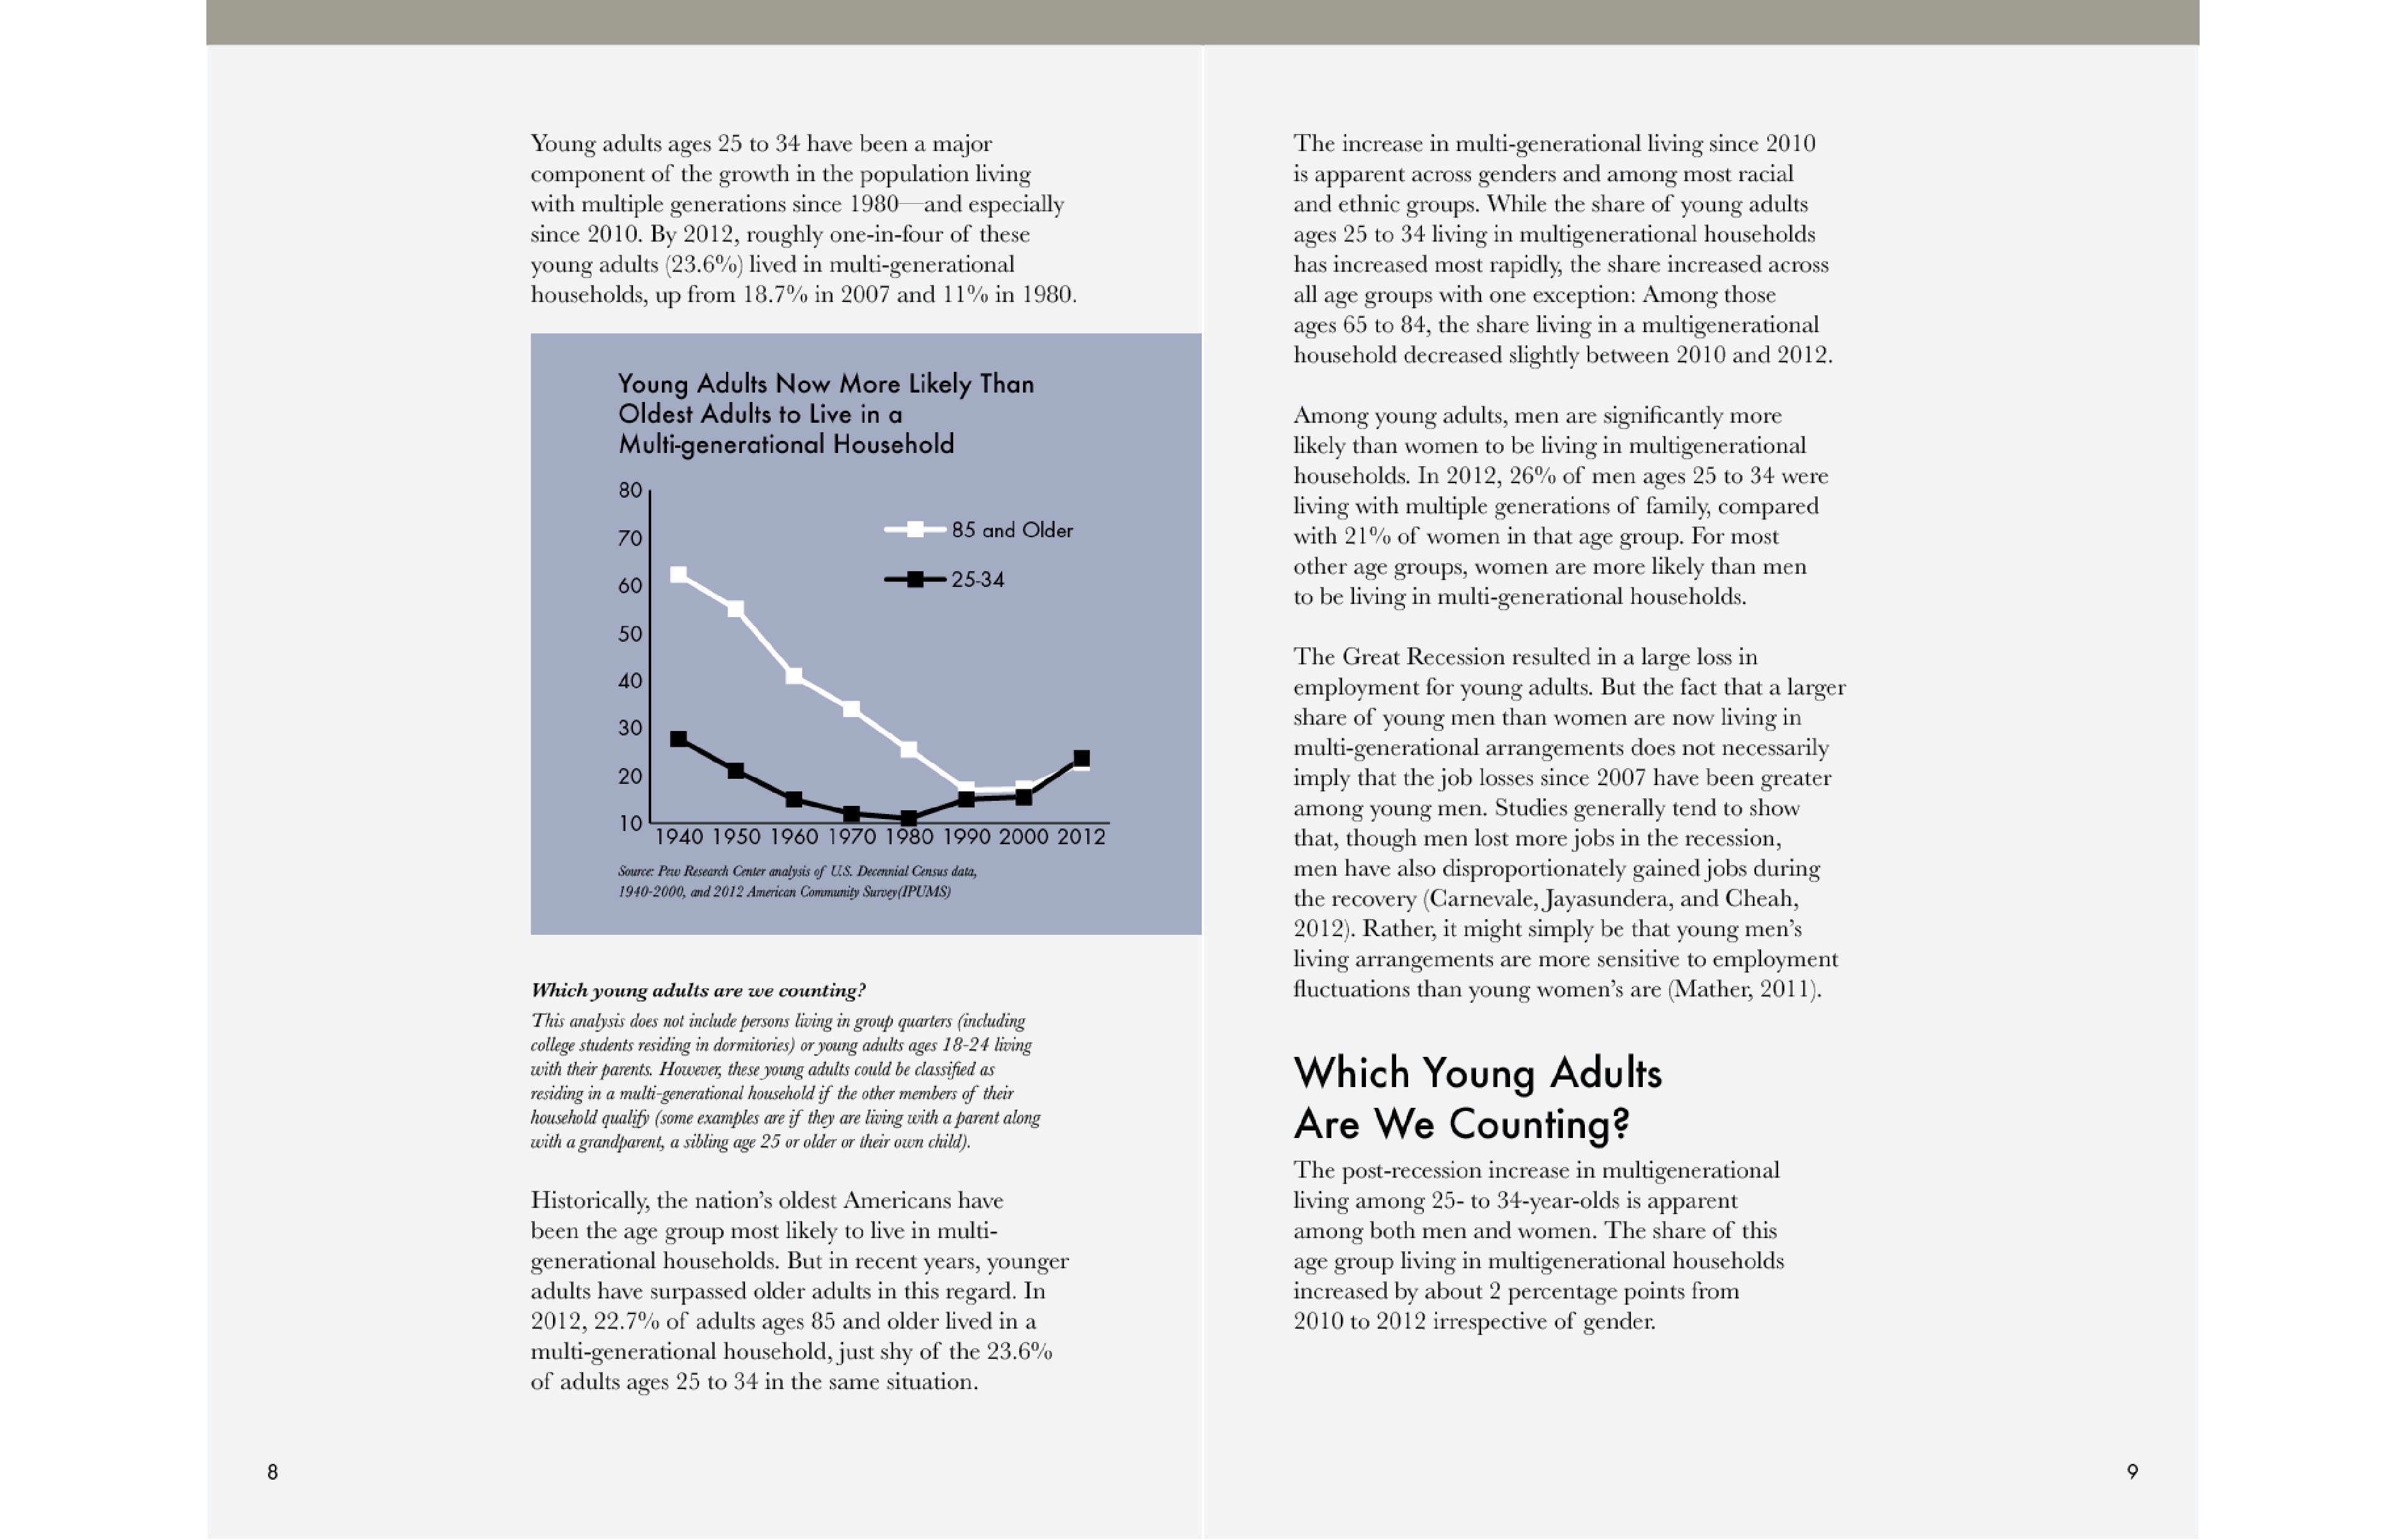 Young adults ages 25 to 34 have been a major
component of the growth in the population living
with multiple generations since 1980—and especially
since 2010. By 2012, roughly one-in-four of these
young adults (23.6%) lived in multi-generational
households, up from 18.7% in 2007 and 11% in 1980.
Young Adults Now More Likely Than
Oldest Adults to Live in a
Multi-generational Household
80
70
60
50
40
30
20
10
85 and Older
25-34
1940 1950 1960 1970 1980 1990 2000 2012
Source: Pew Research Center analysis of U.S. Decennial Census data,
1940-2000, and 2012 American Community Survey(IPUMS)
Which young adults are we counting?
This analysis does not include persons living in group quarters (including
college students residing in dormitories) or young adults ages 18-24 living
with their parents. However, these young adults could be classified as
residing in a multi-generational household if the other members of their
household qualify (some examples are if they are living with a parent along
with a grandparent, a sibling age 25 or older or their own child).
Historically, the nation’s oldest Americans have
been the age group most likely to live in multi-
generational households. But in recent years, younger
adults have surpassed older adults in this regard. In
2012, 22.7% of adults ages 85 and older lived in a
multi-generational household, just shy of the 23.6%
of adults ages 25 to 34 in the same situation.
8
The increase in multi-generational living since 2010
is apparent across genders and among most racial
and ethnic groups. While the share of young adults
ages 25 to 34 living in multigenerational households
has increased most rapidly, the share increased across
all age groups with one exception: Among those
ages 65 to 84, the share living in a multigenerational
household decreased slightly between 2010 and 2012.
Among young adults, men are significantly more
likely than women to be living in multigenerational
households. In 2012, 26% of men ages 25 to 34 were
living with multiple generations of family, compared
with 21% of women in that age group. For most
other age groups, women are more likely than men
to be living in multi-generational households.
The Great Recession resulted in a large loss in
employment for young adults. But the fact that a larger
share of young men than women are now living in
multi-generational arrangements does not necessarily
imply that the job losses since 2007 have been greater
among young men. Studies generally tend to show
that, though men lost more jobs in the recession,
men have also disproportionately gained jobs during
the recovery (Carnevale, Jayasundera, and Cheah,
2012). Rather, it might simply be that young men’s
living arrangements are more sensitive to employment
fluctuations than young women’s are (Mather, 2011).
Which Young Adults
Are We Counting?
The post-recession increase in multigenerational
living among 25- to 34-year-olds is apparent
among both men and women. The share of this
age group living in multigenerational households
increased by about 2 percentage points from
2010 to 2012 irrespective of gender.
9